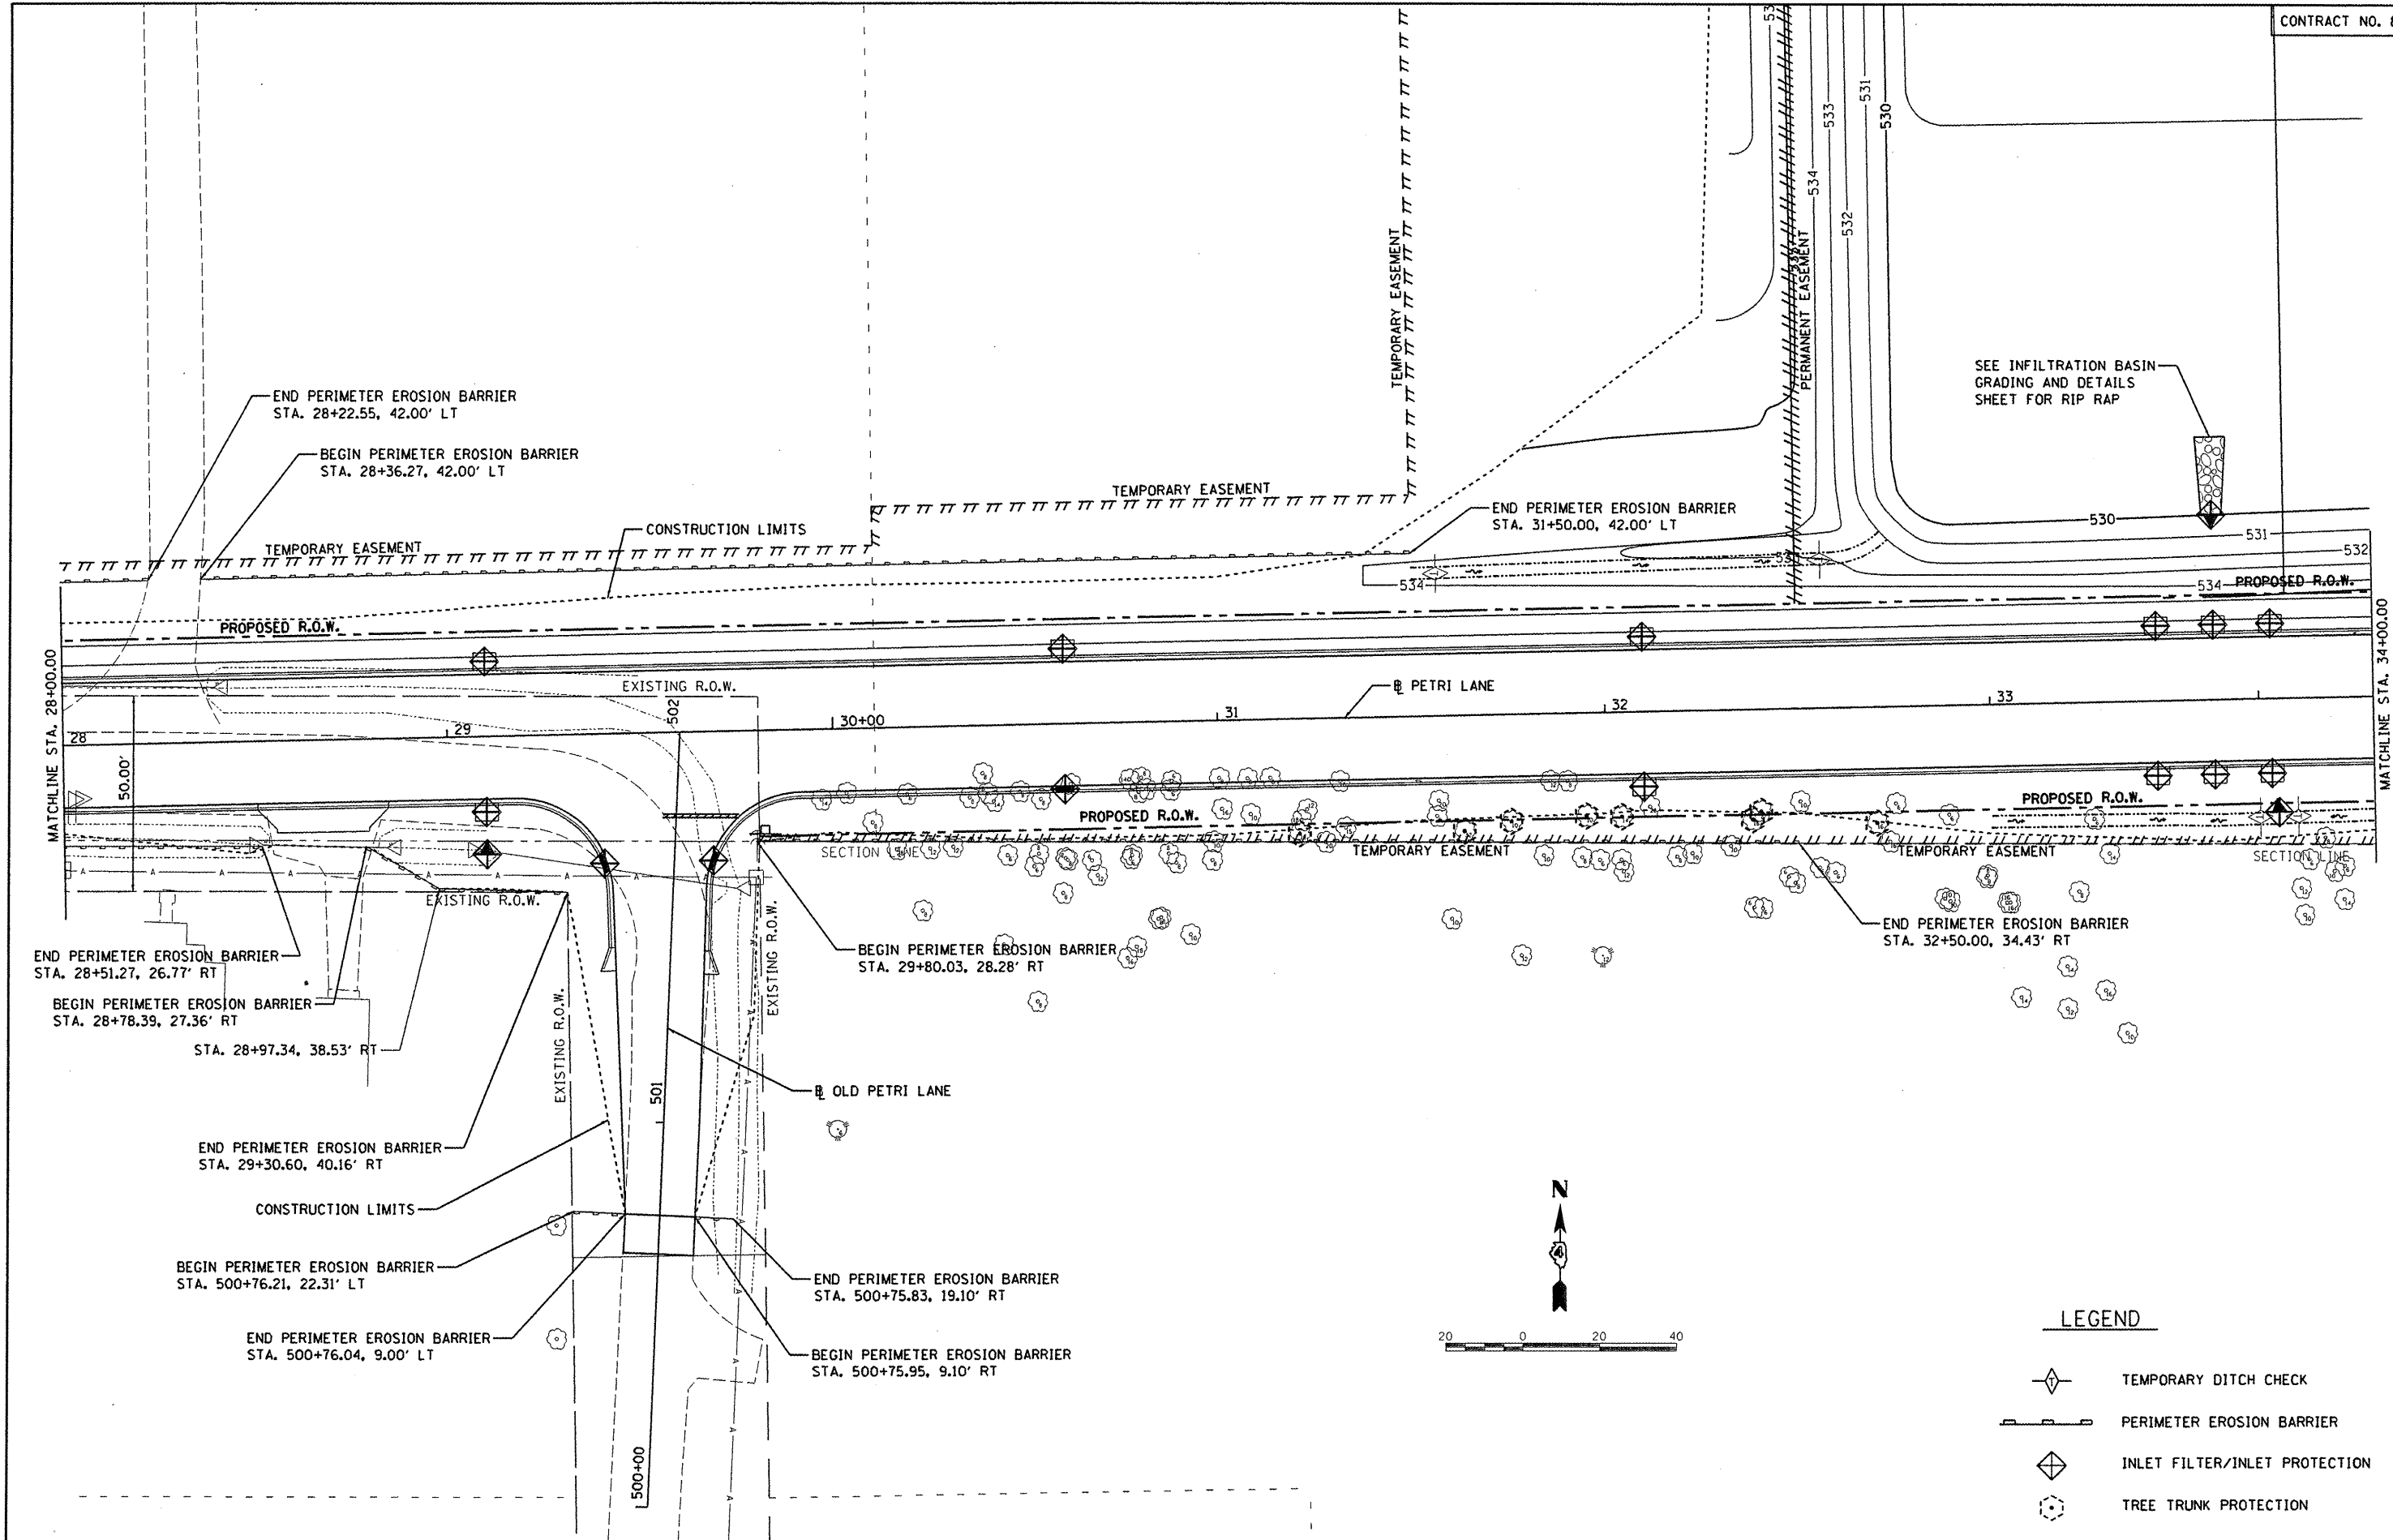 CONTRACT NO.
53
533
531
530
534
532
PERMANENT EASEMENT
TEMPORARY EASEMENT
SEE INFILTRATION BASIN
GRADING AND DETAILS
SHEET FOR RIP RAP
END PERIMETER EROSION BARRIER
STA. 28+22.55, 42.00' LT
BEGIN PERIMETER EROSION BARRIER
STA. 28+36.27, 42.00' LT
TEMPORARY EASEMENT
END PERIMETER EROSION BARRIER
STA. 31+50.00, 42.00' LT
CONSTRUCTION LIMITS
TEMPORARY EASEMENT
530
531
532
534
534
PROPOSED R.O.W.
PROPOSED R.O.W.
MATCHLINE STA. 28+00.00
MATCHLINE STA. 34+00.00
EXISTING R.O.W.
502
℄ PETRI LANE
28
29
30+00
31
32
33
50.00'
PROPOSED R.O.W.
PROPOSED R.O.W.
SECTION LINE
TEMPORARY EASEMENT
TEMPORARY EASEMENT
SECTION LINE
A A A A A A A A A
EXISTING R.O.W.
END PERIMETER EROSION BARRIER
STA. 32+50.00, 34.43' RT
END PERIMETER EROSION BARRIER
STA. 28+51.27, 26.77' RT
BEGIN PERIMETER EROSION BARRIER
STA. 29+80.03, 28.28' RT
BEGIN PERIMETER EROSION BARRIER
STA. 28+78.39, 27.36' RT
STA. 28+97.34, 38.53' RT
EXISTING R.O.W.
EXISTING R.O.W.
501
℄ OLD PETRI LANE
END PERIMETER EROSION BARRIER
STA. 29+30.60, 40.16' RT
CONSTRUCTION LIMITS
BEGIN PERIMETER EROSION BARRIER
STA. 500+76.21, 22.31' LT
END PERIMETER EROSION BARRIER
STA. 500+75.83, 19.10' RT
END PERIMETER EROSION BARRIER
STA. 500+76.04, 9.00' LT
BEGIN PERIMETER EROSION BARRIER
STA. 500+75.95, 9.10' RT
500+00
N
20 0 20 40
LEGEND
T TEMPORARY DITCH CHECK
PERIMETER EROSION BARRIER
INLET FILTER/INLET PROTECTION
TREE TRUNK PROTECTION